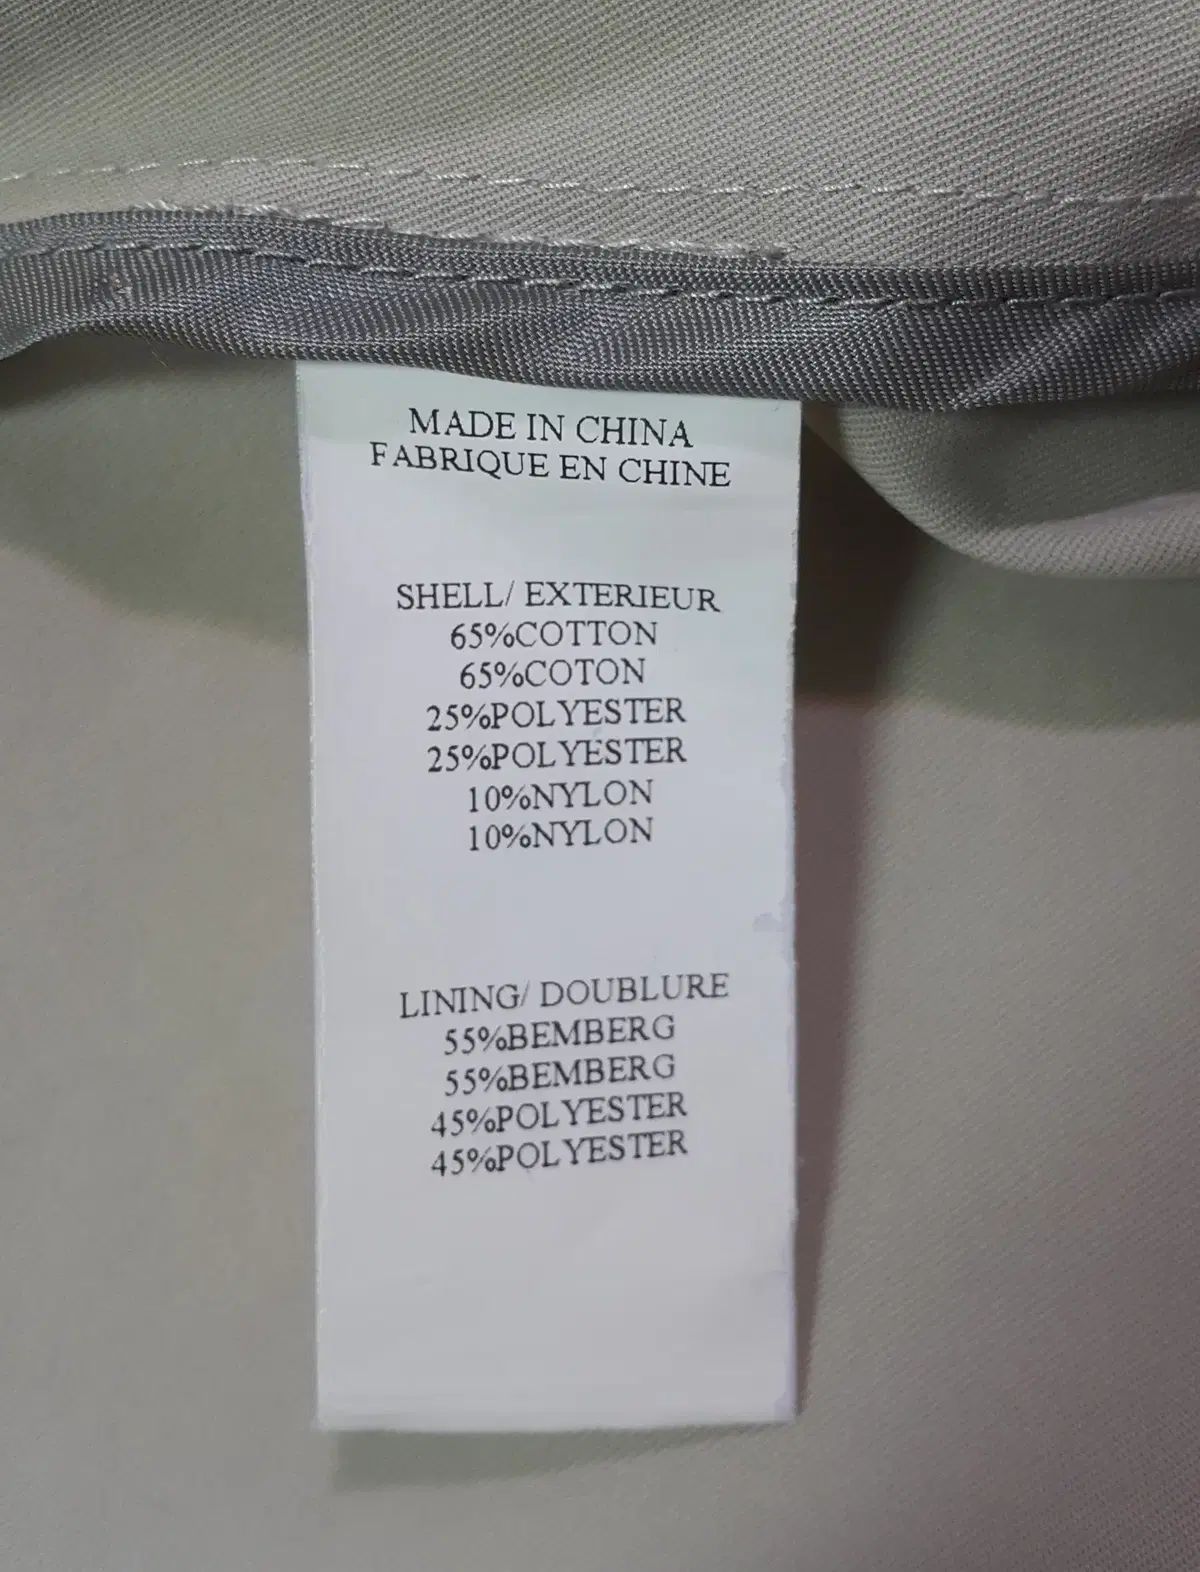 MADE IN CHINA
FABRIQUE EN CHINE
SHELL/ EXTERIEUR
65%COTTON
65%COTON
25%POLYESTER
25%POLYESTER
10%NYLON
10%NYLON
LINING/ DOUBLURE
55%BEMBERG
55%BEMBERG
45%POLYESTER
45%POLYESTER